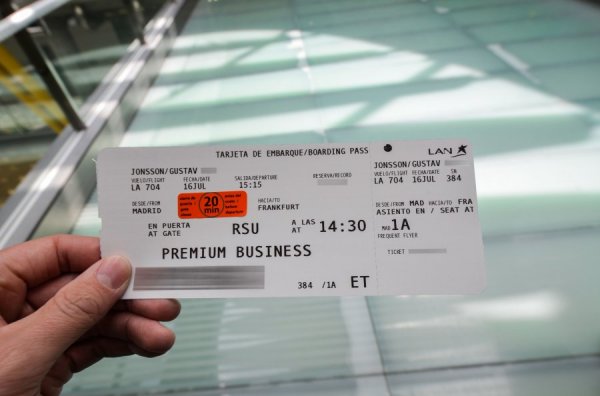 TARJETA DE EMBARQUE/BOARDING PASS
JONSSON/GUSTAV
VUELO/FLIGHT FECHA/DATE SALIDA/DEPARTURE RESERVA/RECORD
LA 704 16JUL 15:15
DESDE/FROM HACIA/TO
MADRID FRANKFURT
20
min
EN PUERTA RSU A LAS 14:30
AT GATE AT
PREMIUM BUSINESS
384 /1A ET
LAN
JONSSON/GUSTAV
VUELO/FLIGHT FECHA/DATE SN
LA 704 16JUL 384
DESDE/FROM MAD HACIA/TO FRA
ASIENTO EN / SEAT AT
MAD 1A
FREQUENT FLYER
TICKET